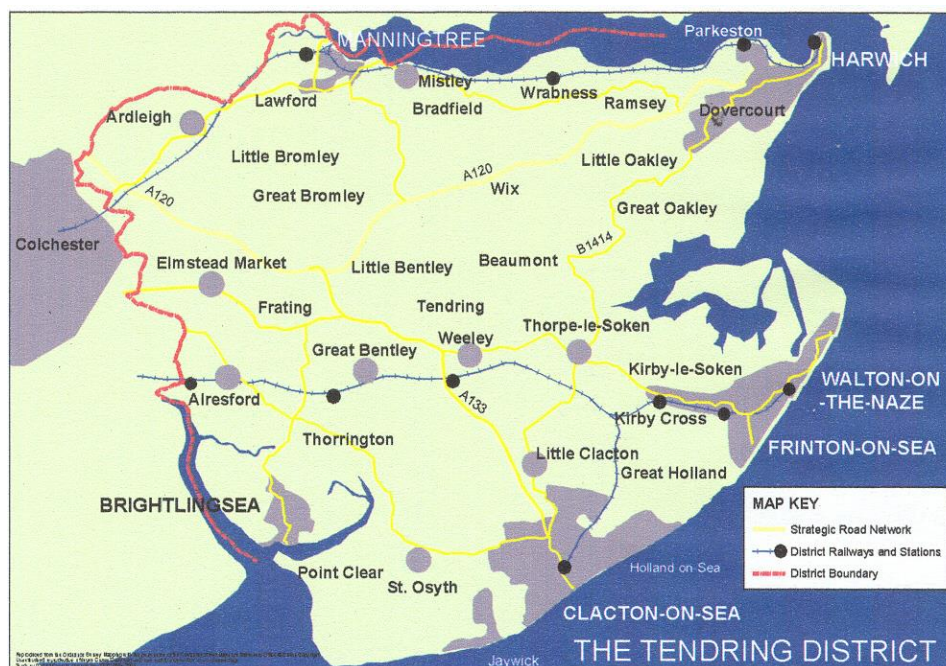 MANNINGTREE
Parkeston
HARWICH
Mistley
Wrabness
Lawford
Bradfield
Ramsey
Ardleigh
Dovercourt
Little Bromley
A120
Little Oakley
Great Bromley
Wix
A120
Great Oakley
Colchester
B1414
Elmstead Market
Little Bentley
Beaumont
Frating
Tendring
Weeley
Thorpe-le-Soken
Great Bentley
Kirby-le-Soken
WALTON-ON
-THE-NAZE
Alresford
A133
Kirby Cross
Thorrington
FRINTON-ON-SEA
Little Clacton
Great Holland
BRIGHTLINGSEA
MAP KEY
Strategic Road Network
District Railways and Stations
District Boundary
Holland-on-Sea
Point Clear
St. Osyth
CLACTON-ON-SEA
THE TENDRING DISTRICT
Jaywick